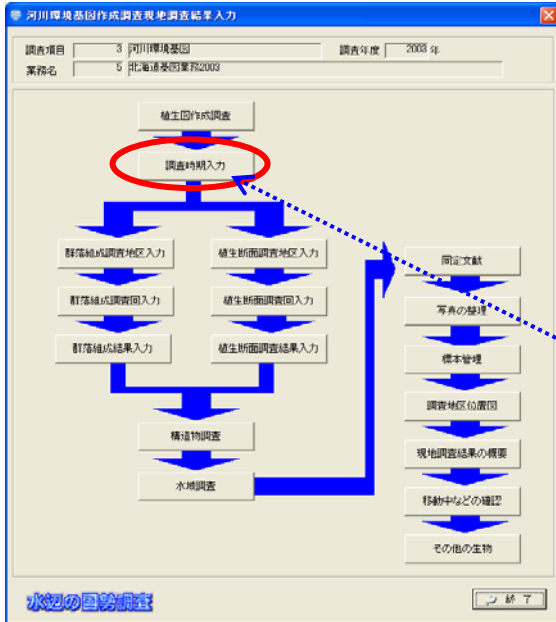 河川環境基図作成調査現地調査結果入力
調査項目 3 河川環境基図 調査年度 2003 年
業務名 5 北海道基図業務2003
植生図作成調査
調査時期入力
群落組成調査地区入力 植生断面調査地区入力
群落組成調査回入力 植生断面調査回入力
群落組成結果入力 植生断面調査結果入力
構造物調査
水域調査
同定文献
写真の整理
標本管理
調査地区位置図
現地調査結果の概要
移動中などの確認
その他の生物
水辺の国勢調査
終 了